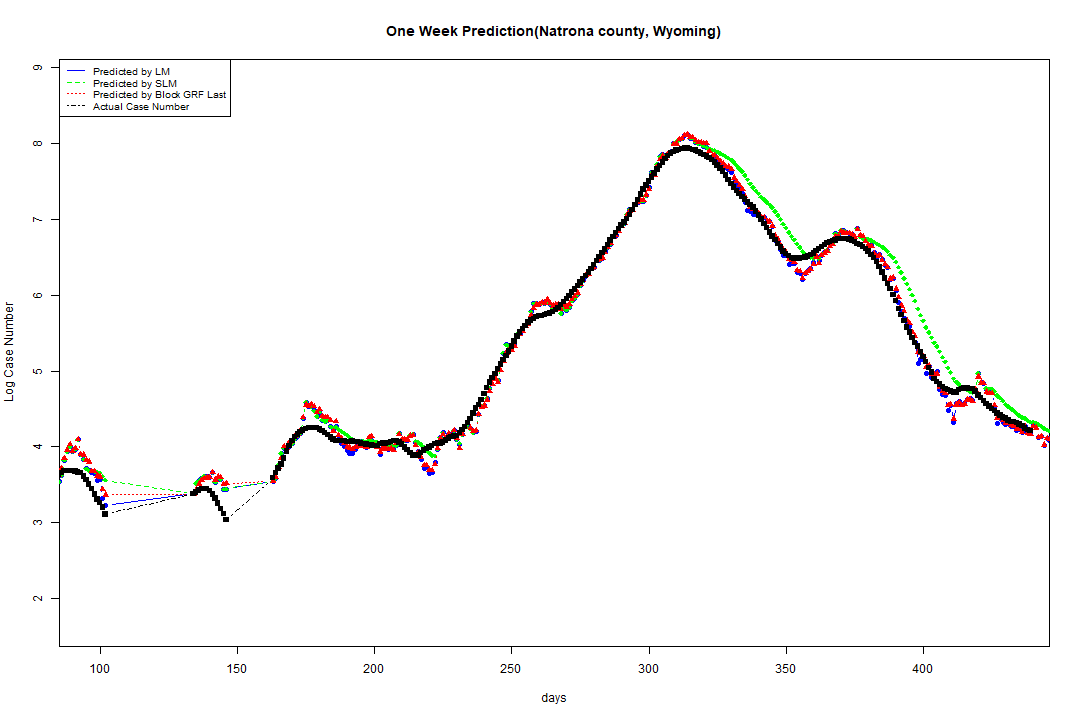 One Week Prediction(Natrona county, Wyoming)
Predicted by LM
Predicted by SLM
Predicted by Block GRF Last
Actual Case Number
Log Case Number
9
8
7
6
5
4
3
2
100 150 200 250 300 350 400
days